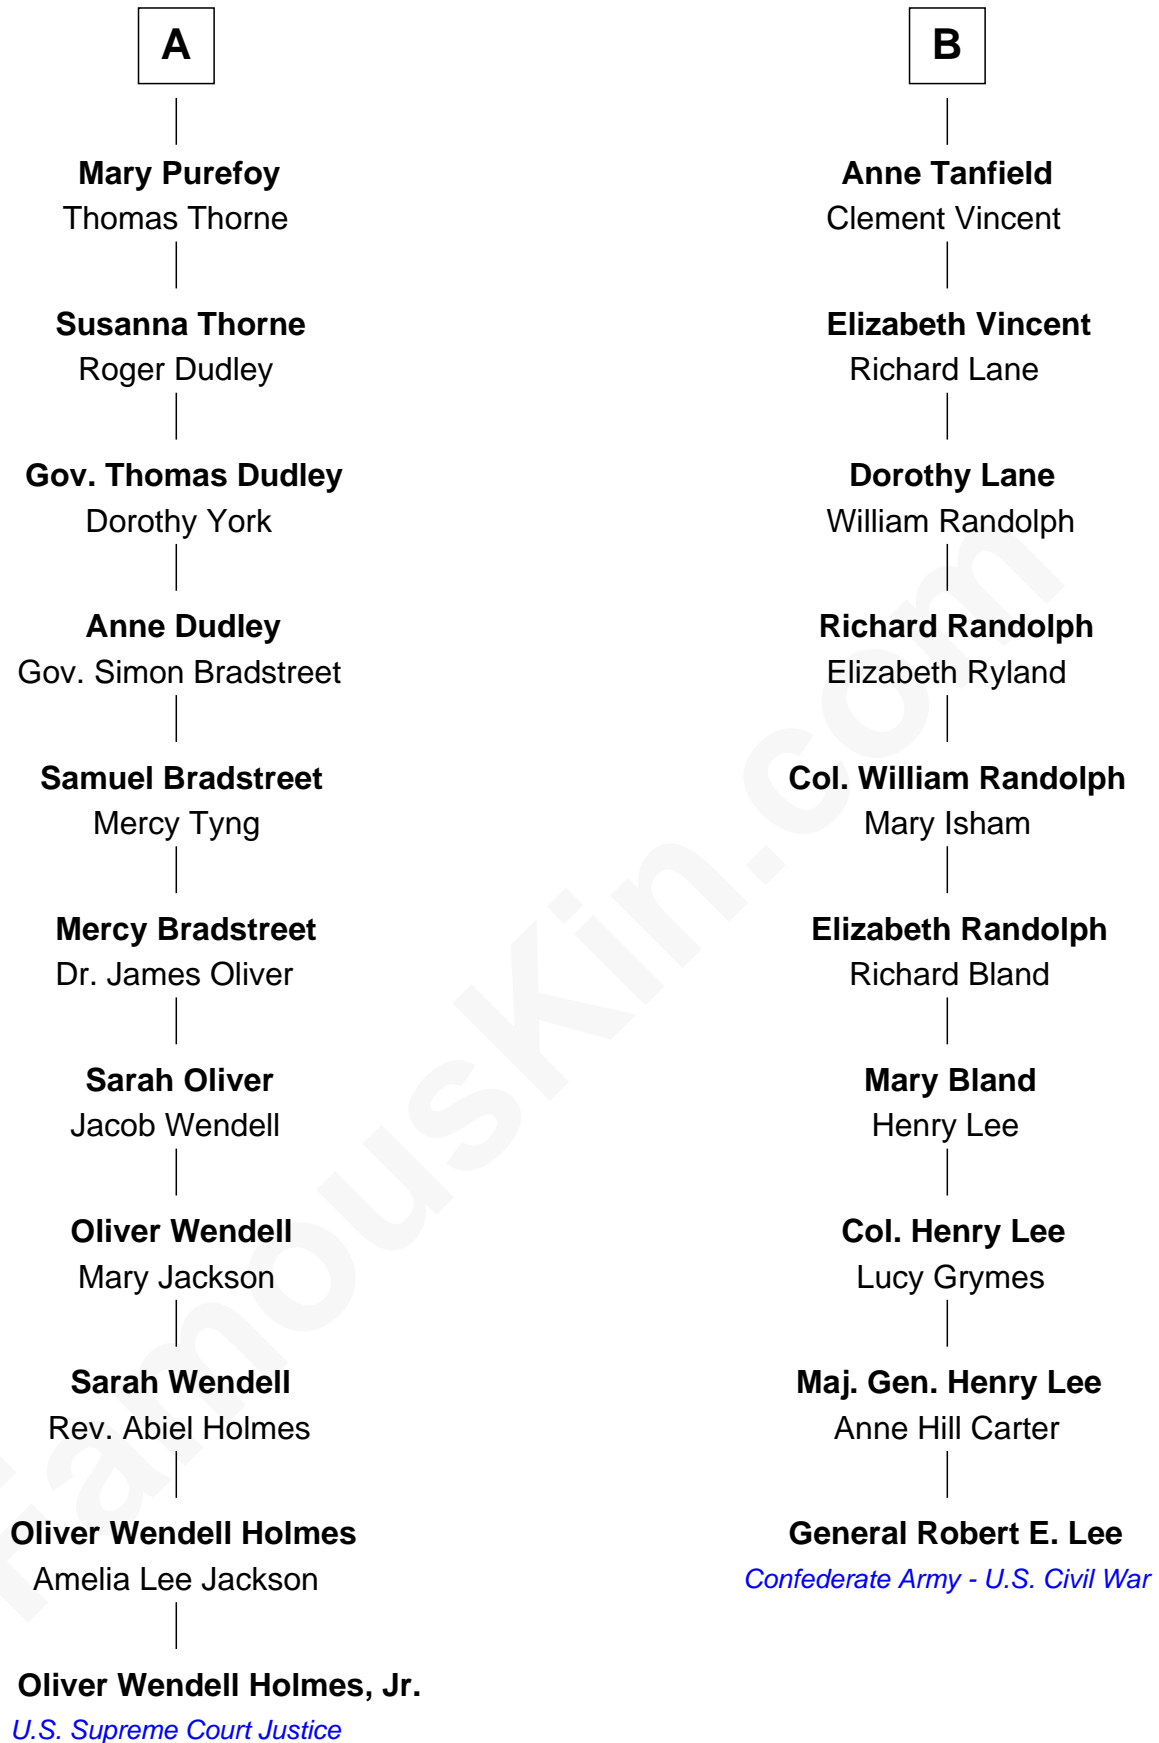 A
Mary Purefoy
Thomas Thorne
Susanna Thorne
Roger Dudley
Gov. Thomas Dudley
Dorothy York
Anne Dudley
Gov. Simon Bradstreet
Samuel Bradstreet
Mercy Tyng
Mercy Bradstreet
Dr. James Oliver
Sarah Oliver
Jacob Wendell
Oliver Wendell
Mary Jackson
Sarah Wendell
Rev. Abiel Holmes
Oliver Wendell Holmes
Amelia Lee Jackson
Oliver Wendell Holmes, Jr.
U.S. Supreme Court Justice
B
Anne Tanfield
Clement Vincent
Elizabeth Vincent
Richard Lane
Dorothy Lane
William Randolph
Richard Randolph
Elizabeth Ryland
Col. William Randolph
Mary Isham
Elizabeth Randolph
Richard Bland
Mary Bland
Henry Lee
Col. Henry Lee
Lucy Grymes
Maj. Gen. Henry Lee
Anne Hill Carter
General Robert E. Lee
Confederate Army - U.S. Civil War
FamousKin.com